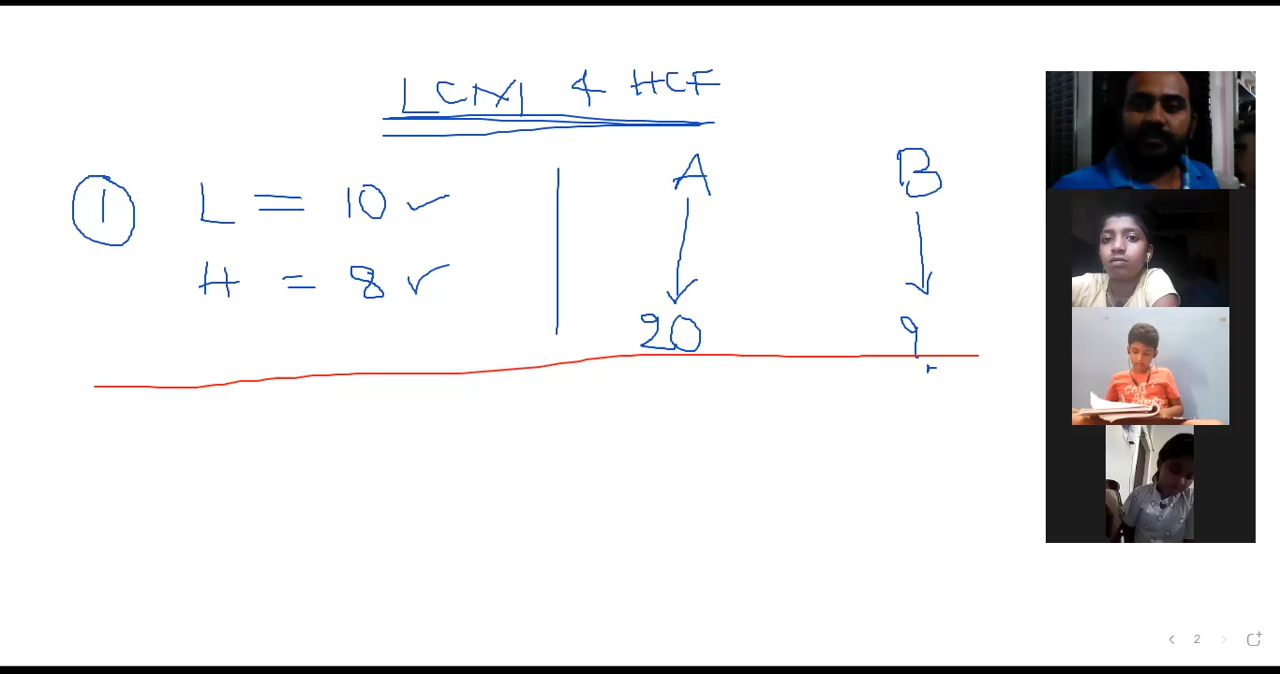 LCM & HCF
① L = 10 ✓ A B
H = 8 ✓
20 9
2